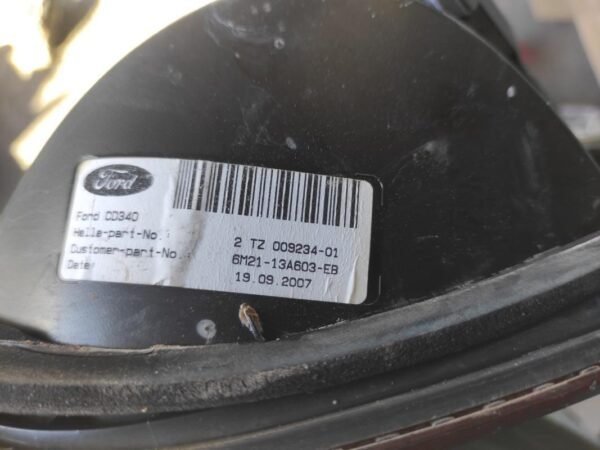 Ford
Ford CD340
Hella-part-No.: 2 TZ 009234-01
Customer-part-No.: 6M21-13A603-EB
Date: 19.09.2007